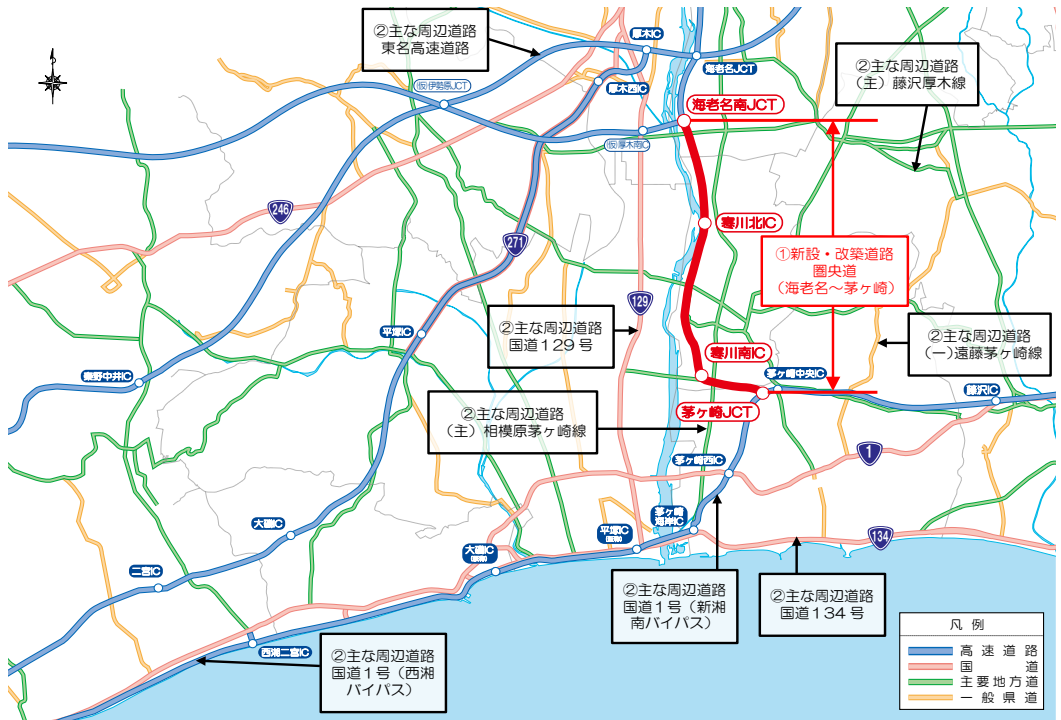 ②主な周辺道路
東名高速道路
厚木IC
海老名JCT
②主な周辺道路
(主）藤沢厚木線
(仮)伊勢原JCT
厚木西IC
海老名南JCT
(仮)厚木南IC
246
271
寒川北IC
①新設・改築道路
圏央道
（海老名～茅ヶ崎）
129
②主な周辺道路
国道１２９号
平塚IC
②主な周辺道路
(一)遠藤茅ヶ崎線
寒川南IC
秦野中井IC
茅ヶ崎中央IC
藤沢IC
茅ヶ崎JCT
②主な周辺道路
（主）相模原茅ヶ崎線
1
茅ヶ崎西IC
大磯IC
茅ヶ崎
海岸IC
平塚IC
134
大磯IC
二宮IC
②主な周辺道路
国道１号（新湘
南バイパス）
②主な周辺道路
国道１３４号
西湘二宮IC
②主な周辺道路
国道１号（西湘
バイパス）
凡例
高速道路
国道
主要地方道
一般県道